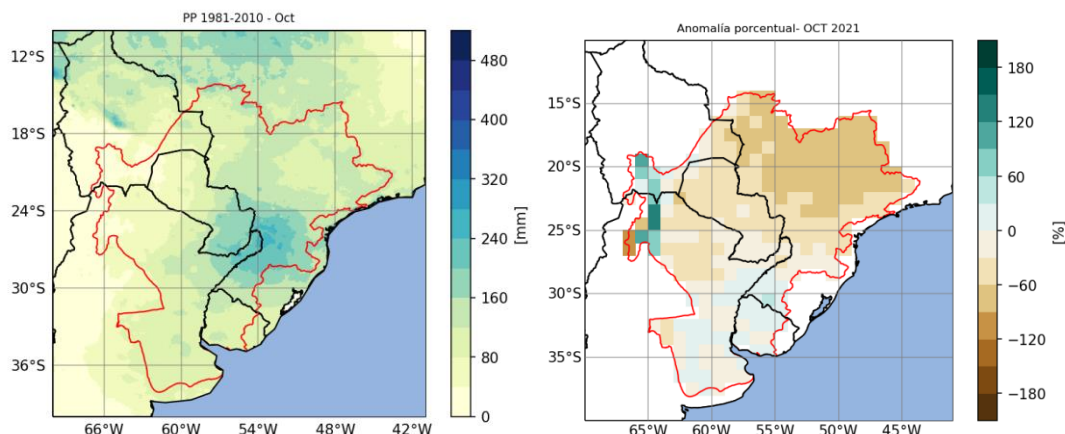 PP 1981-2010 - Oct
12°S
18°S
24°S
30°S
36°S
66°W 60°W 54°W 48°W 42°W
480
400
320
240
160
80
0
[mm]
Anomalía porcentual- OCT 2021
15°S
20°S
25°S
30°S
35°S
65°W 60°W 55°W 50°W 45°W
180
120
60
0
−60
−120
−180
[%]